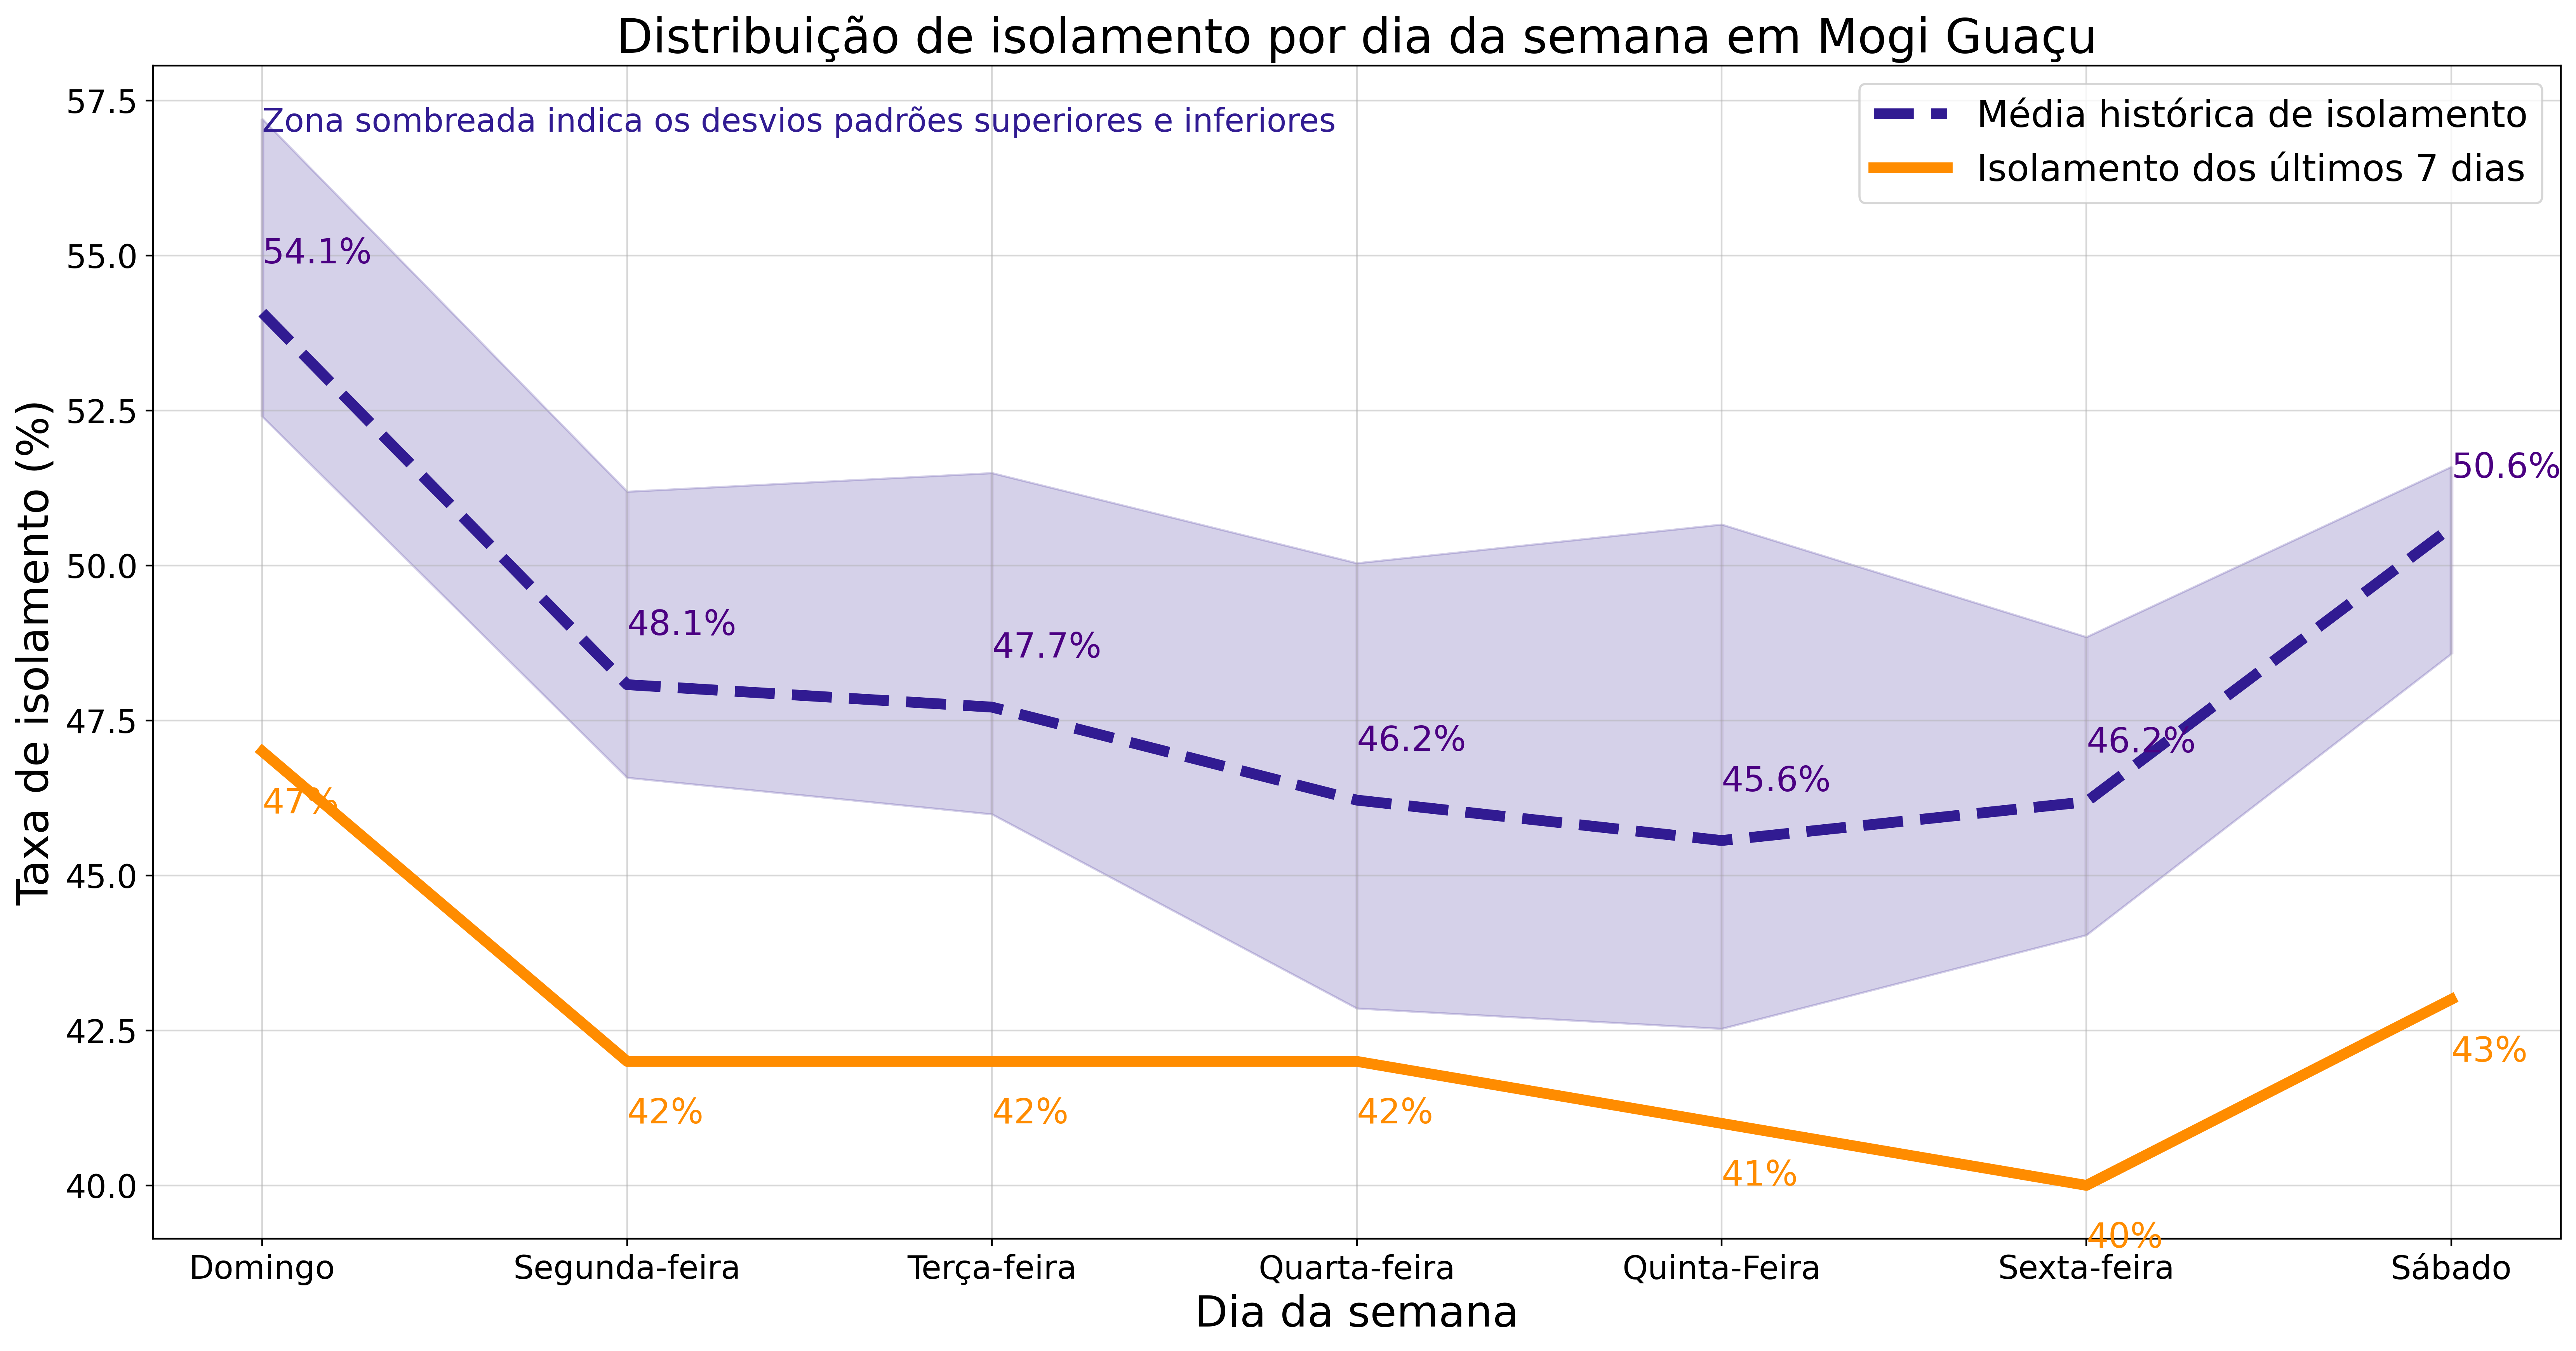 Distribuição de isolamento por dia da semana em Mogi Guaçu
Zona sombreada indica os desvios padrões superiores e inferiores
Média histórica de isolamento
Isolamento dos últimos 7 dias
Taxa de isolamento (%)
57.5
55.0
52.5
50.0
47.5
45.0
42.5
40.0
54.1%
48.1%
47.7%
46.2%
45.6%
46.2%
50.6%
47%
42%
42%
42%
41%
40%
43%
Domingo
Segunda-feira
Terça-feira
Quarta-feira
Quinta-Feira
Sexta-feira
Sábado
Dia da semana